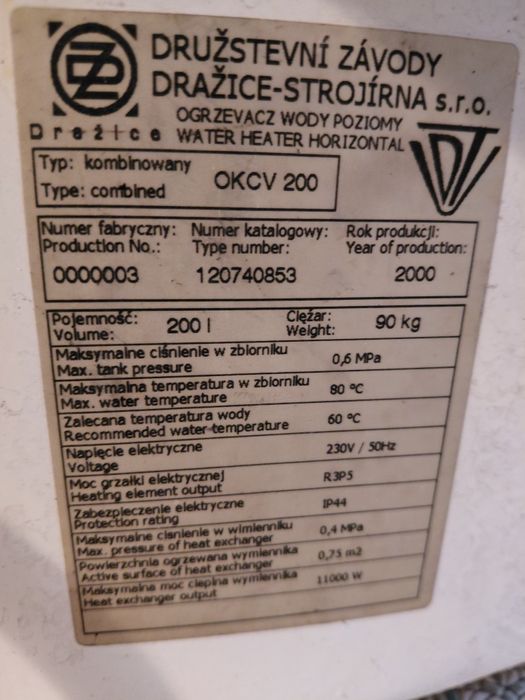 DRUŽSTEVNÍ ZÁVODY
DRAŽICE-STROJÍRNA s.r.o.
OGRZEWACZ WODY POZIOMY
Dražice WATER HEATER HORIZONTAL
Typ: kombinowany
Type: combined OKCV 200
Numer fabryczny: Numer katalogowy: Rok produkcji:
Production No.: Type number: Year of production:
0000003 120740853 2000
Pojemność: 200 l Ciężar: 90 kg
Volume: Weight:
Maksymalne ciśnienie w zbiorniku 0,6 MPa
Max. tank pressure
Maksymalna temperatura w zbiorniku 80 ºC
Max. water temperature
Zalecana temperatura wody 60 ºC
Recommended water temperature
Napięcie elektryczne 230V / 50Hz
Voltage
Moc grzałki elektrycznej R3P5
Heating element output
Zabezpieczenie elektryczne IP44
Protection rating
Maksymalne ciśnienie w wimienniku 0,4 MPa
Max. pressure of heat exchanger
Powierzchnia ogrzewana wymiennika 0,75 m2
Active surface of heat exchanger
Maksymalna moc cieplna wymiennika 11000 W
Heat exchanger output